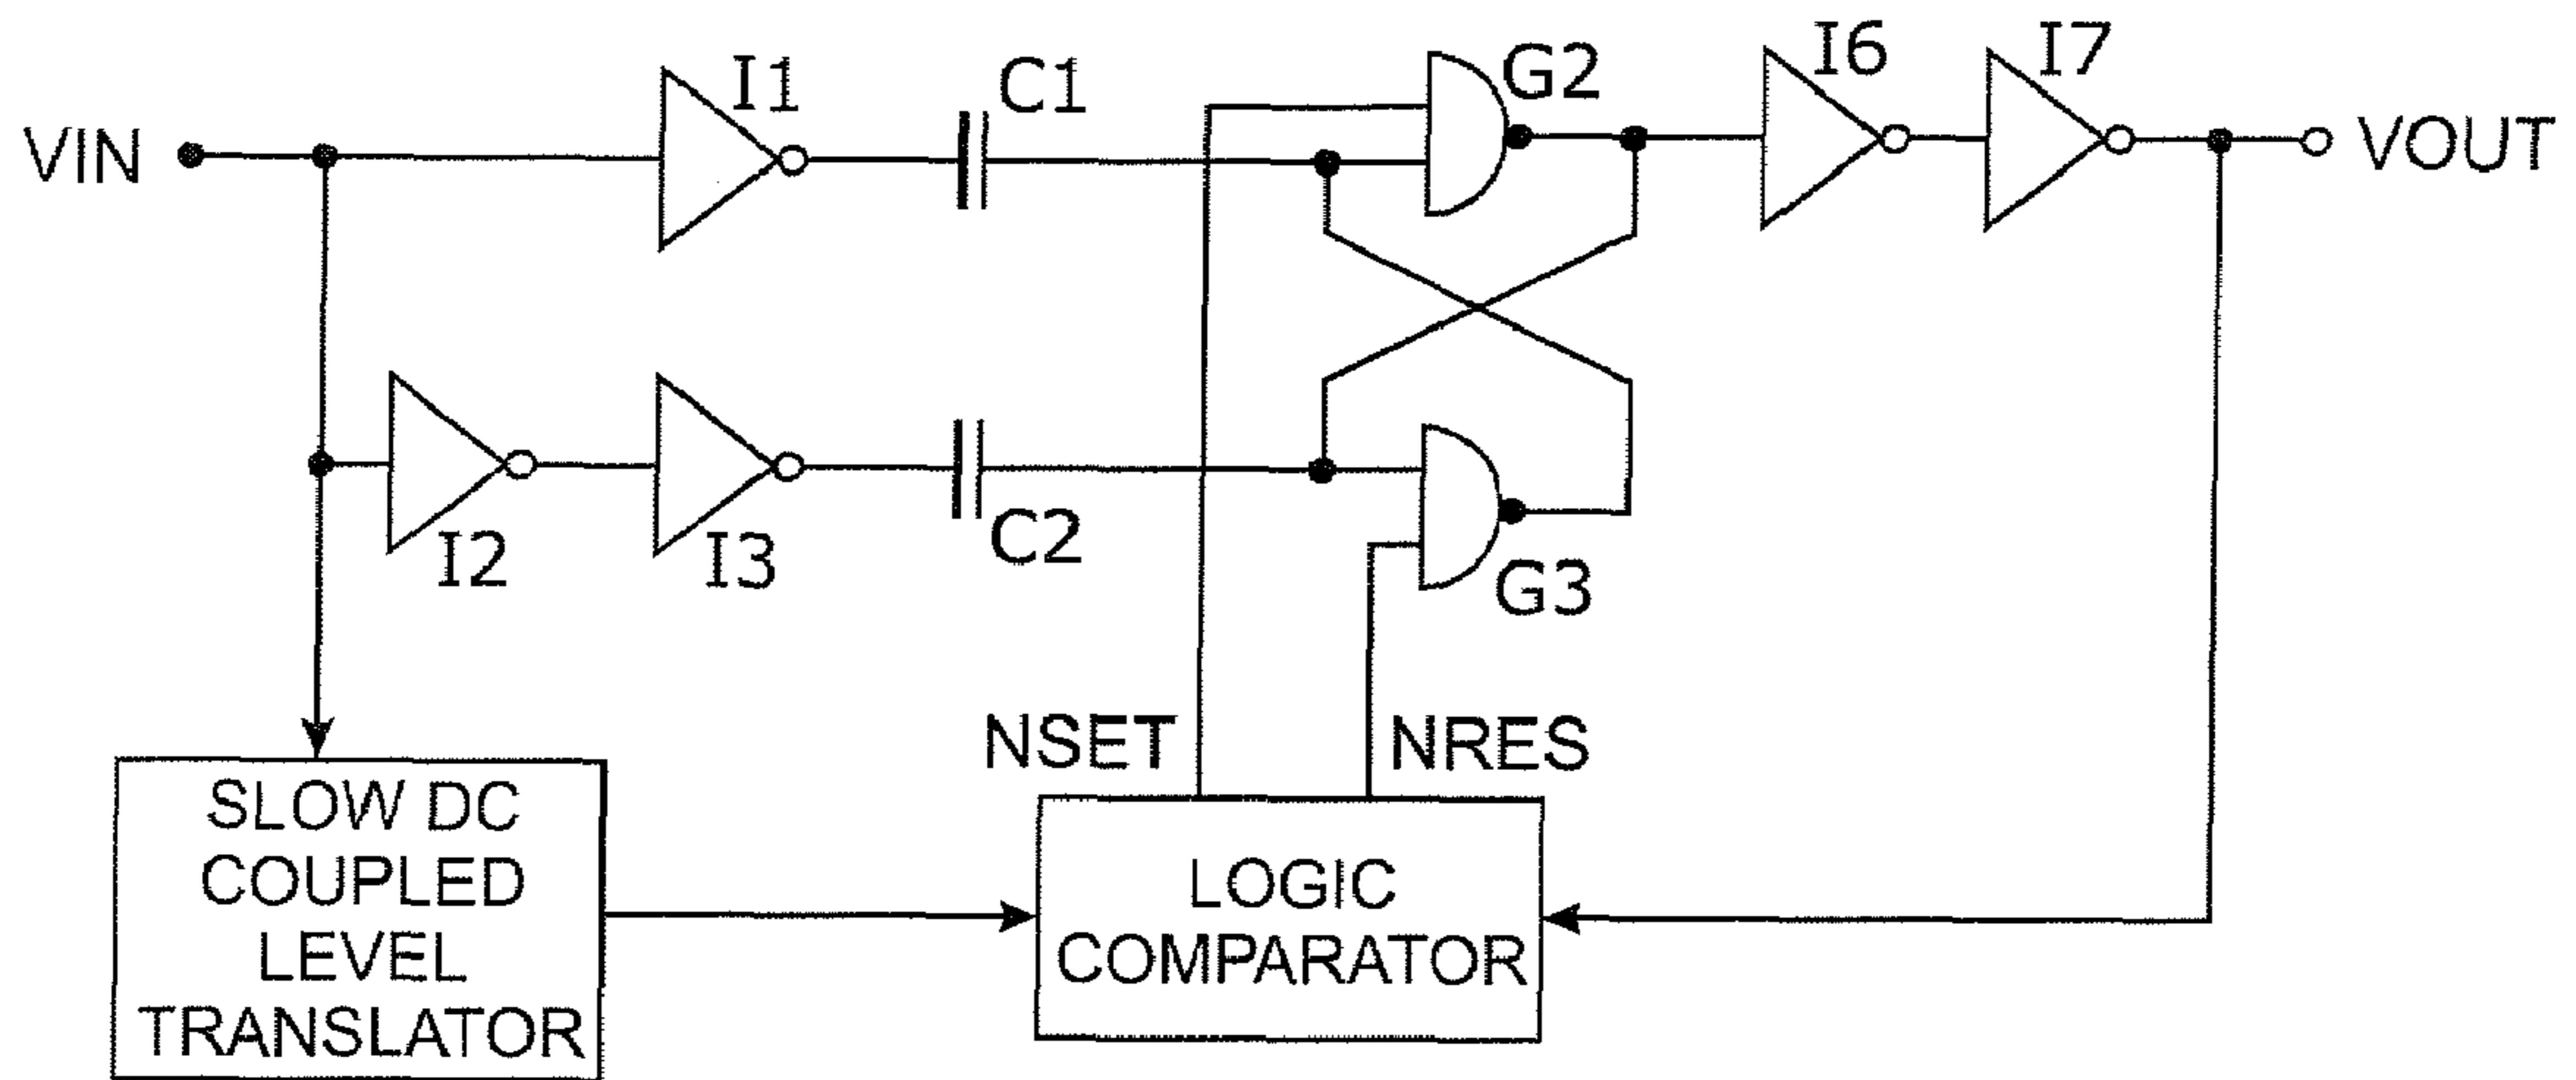 I6
I7
G2
I1
C1
VIN
VOUT
C2
I2
I3
G3
NSET
NRES
SLOW DC
COUPLED
LEVEL
TRANSLATOR
LOGIC
COMPARATOR